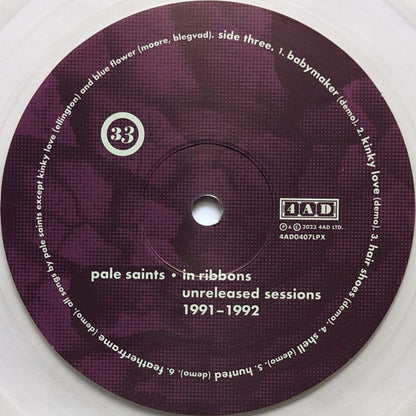 side three. 1. babymaker (demo). 2. kinky love (demo). 3. hair shoes (demo). 4. shell (demo). 5. hunted (demo). 6. featherframe (demo). all songs by pale saints except kinky love (ellington) and blue flower (moore, blegvad).
33
4AD
℗ & © 2023 4AD LTD.
4AD0407LPX
pale saints • in ribbons
unreleased sessions
1991–1992